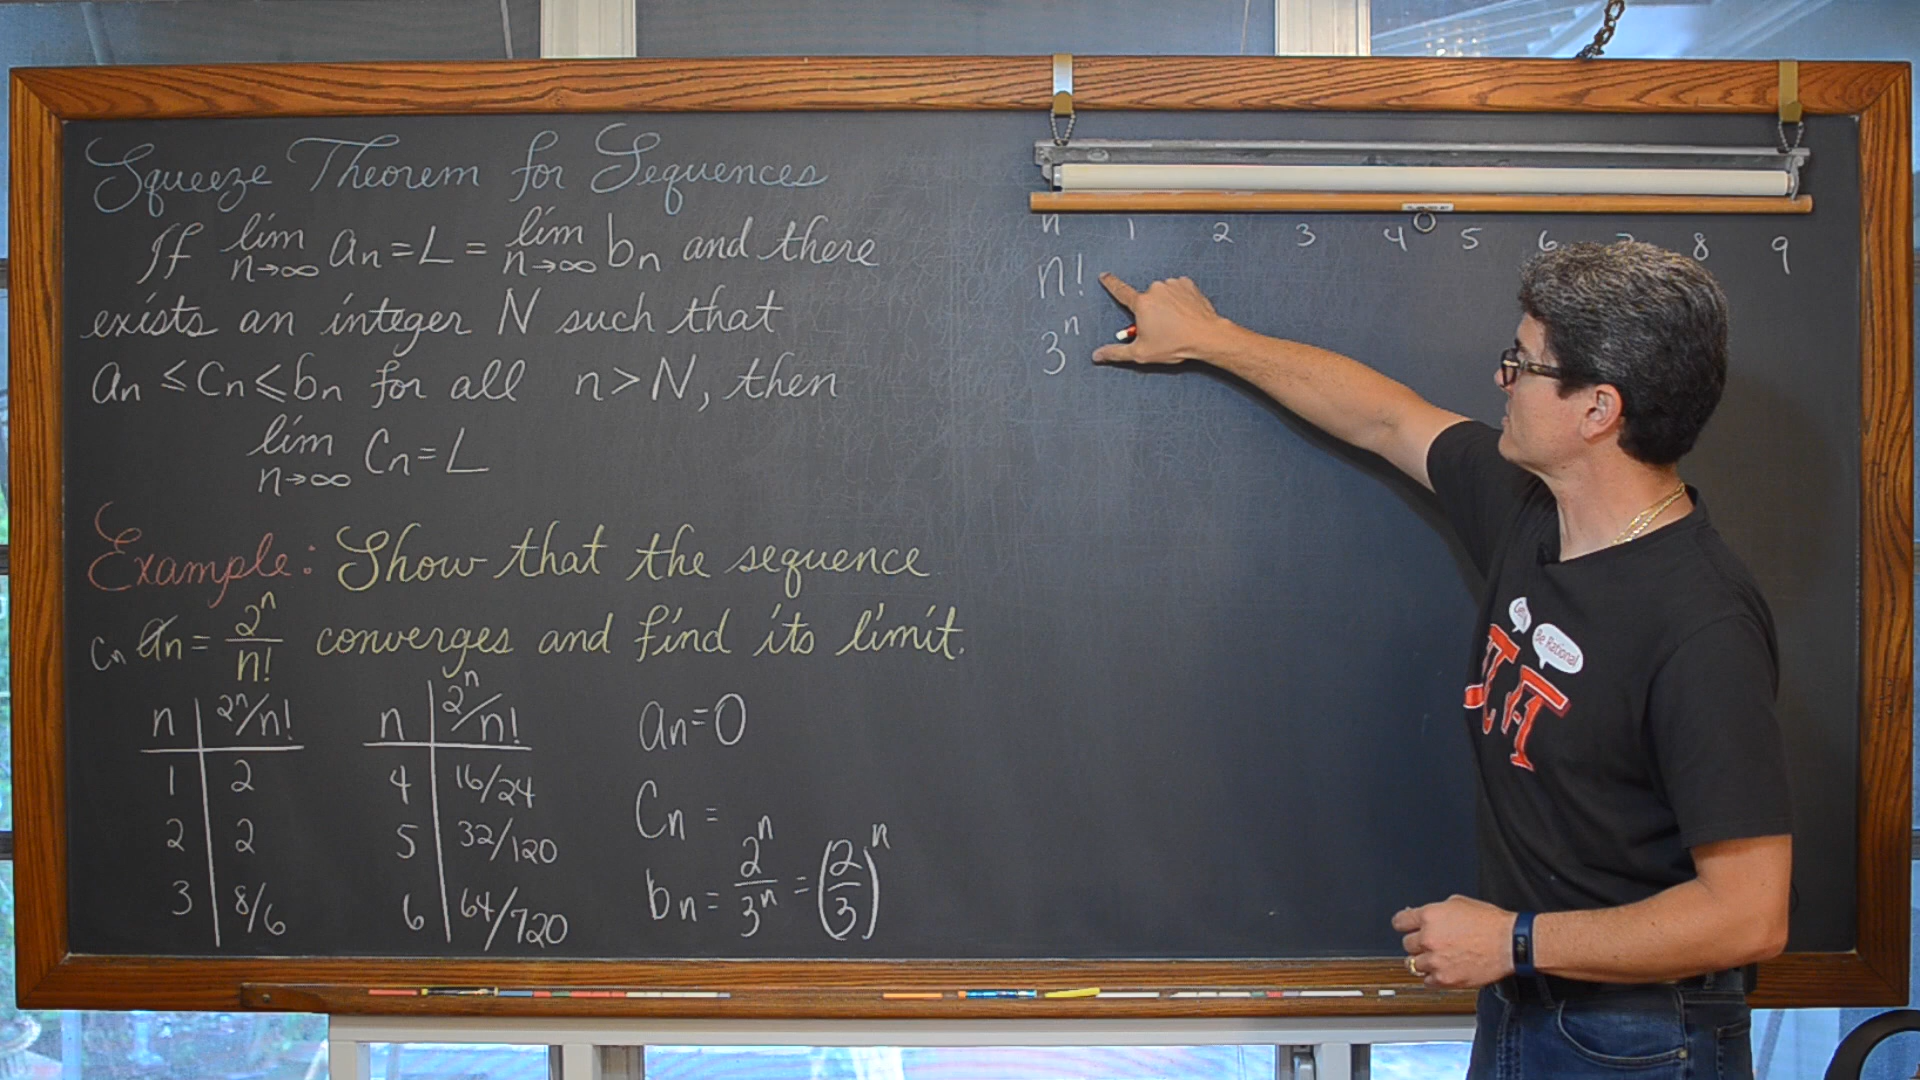 Squeeze Theorem for Sequences
If lim n→∞ an = L = lim n→∞ bn and there
exists an integer N such that
an ≤ Cn ≤ bn for all n > N, then
lim n→∞ Cn = L
Example: Show that the sequence
cn an = 2^n/n! converges and find its limit.
n | 2^n/n!
1 | 2
2 | 2
3 | 8/6
n | 2^n/n!
4 | 16/24
5 | 32/120
6 | 64/720
an = 0
Cn =
bn = 2^n/3^n = (2/3)^n
n 1 2 3 4 5 6 7 8 9
n!
3^n
Be Rational